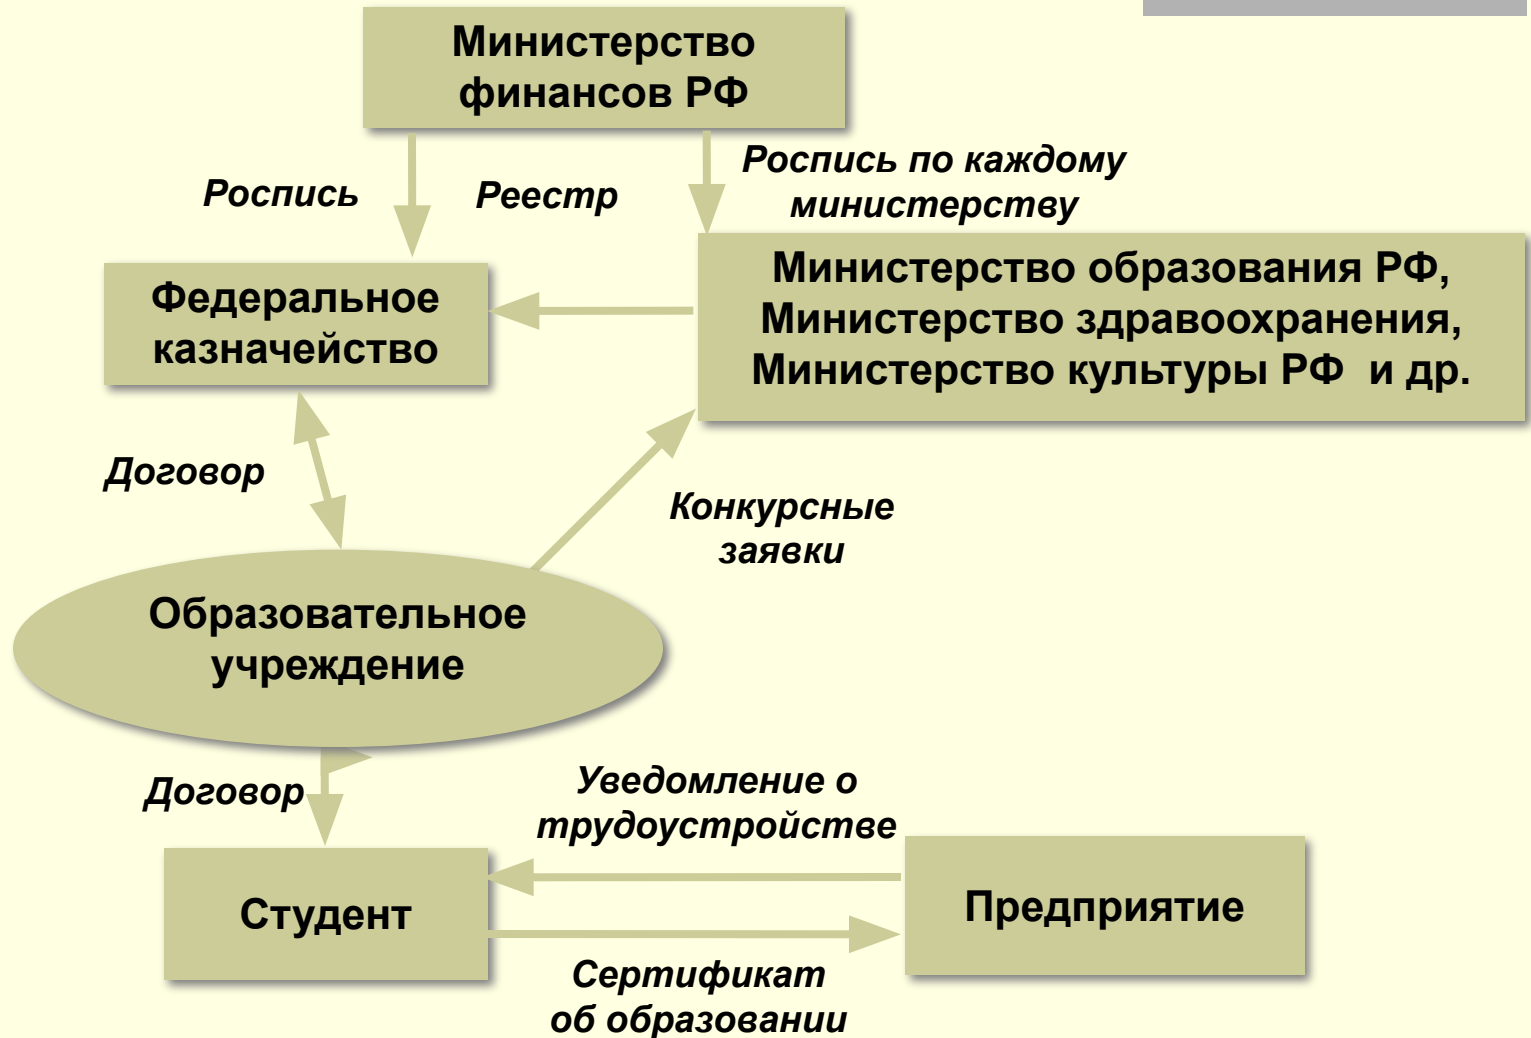 Министерство
финансов РФ
Роспись
Реестр
Роспись по каждому
министерству
Федеральное
казначейство
Министерство образования РФ,
Министерство здравоохранения,
Министерство культуры РФ и др.
Договор
Конкурсные
заявки
Образовательное
учреждение
Договор
Уведомление о
трудоустройстве
Студент
Предприятие
Сертификат
об образовании